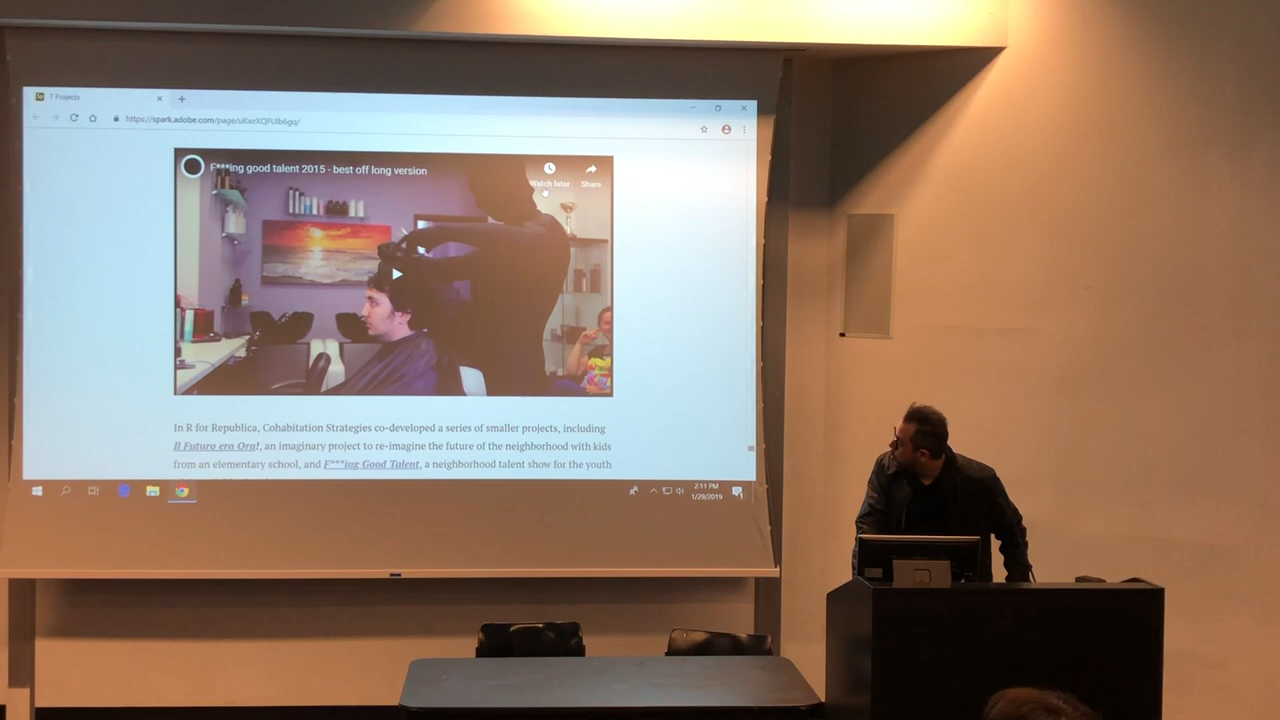 7 Projects
https://spark.adobe.com/page/uKxeXQFUlb6gq/
F***ing good talent 2015 - best off long version
Watch later
Share
In R for Republica, Cohabitation Strategies co-developed a series of smaller projects, including
Il Futuro era Ora!, an imaginary project to re-imagine the future of the neighborhood with kids
from an elementary school, and F***ing Good Talent, a neighborhood talent show for the youth
2:11 PM
1/29/2019